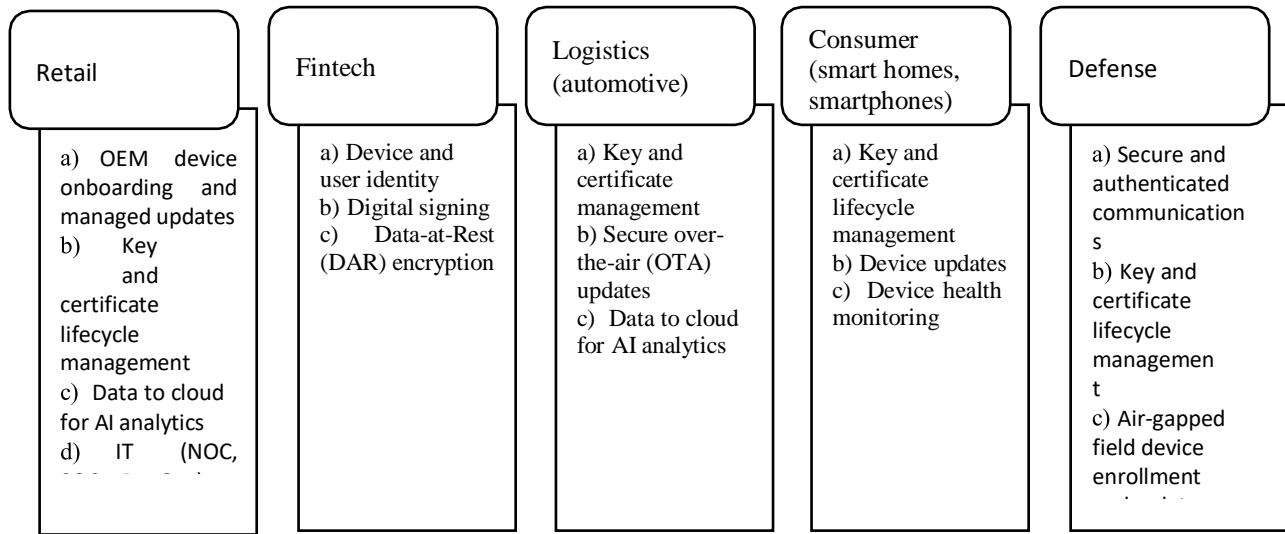 Retail
a) OEM device
onboarding and
managed updates
b) Key
and
certificate
lifecycle
management
c) Data to cloud
for AI analytics
d) IT (NOC,
Fintech
a) Device and
user identity
b) Digital signing
c) Data-at-Rest
(DAR) encryption
Logistics
(automotive)
a) Key and
certificate
management
b) Secure over-
the-air (OTA)
updates
c) Data to cloud
for AI analytics
Consumer
(smart homes,
smartphones)
a) Key and
certificate
lifecycle
management
b) Device updates
c) Device health
monitoring
Defense
a) Secure and
authenticated
communication
s
b) Key and
certificate
lifecycle
managemen
t
c) Air-gapped
field device
enrollment